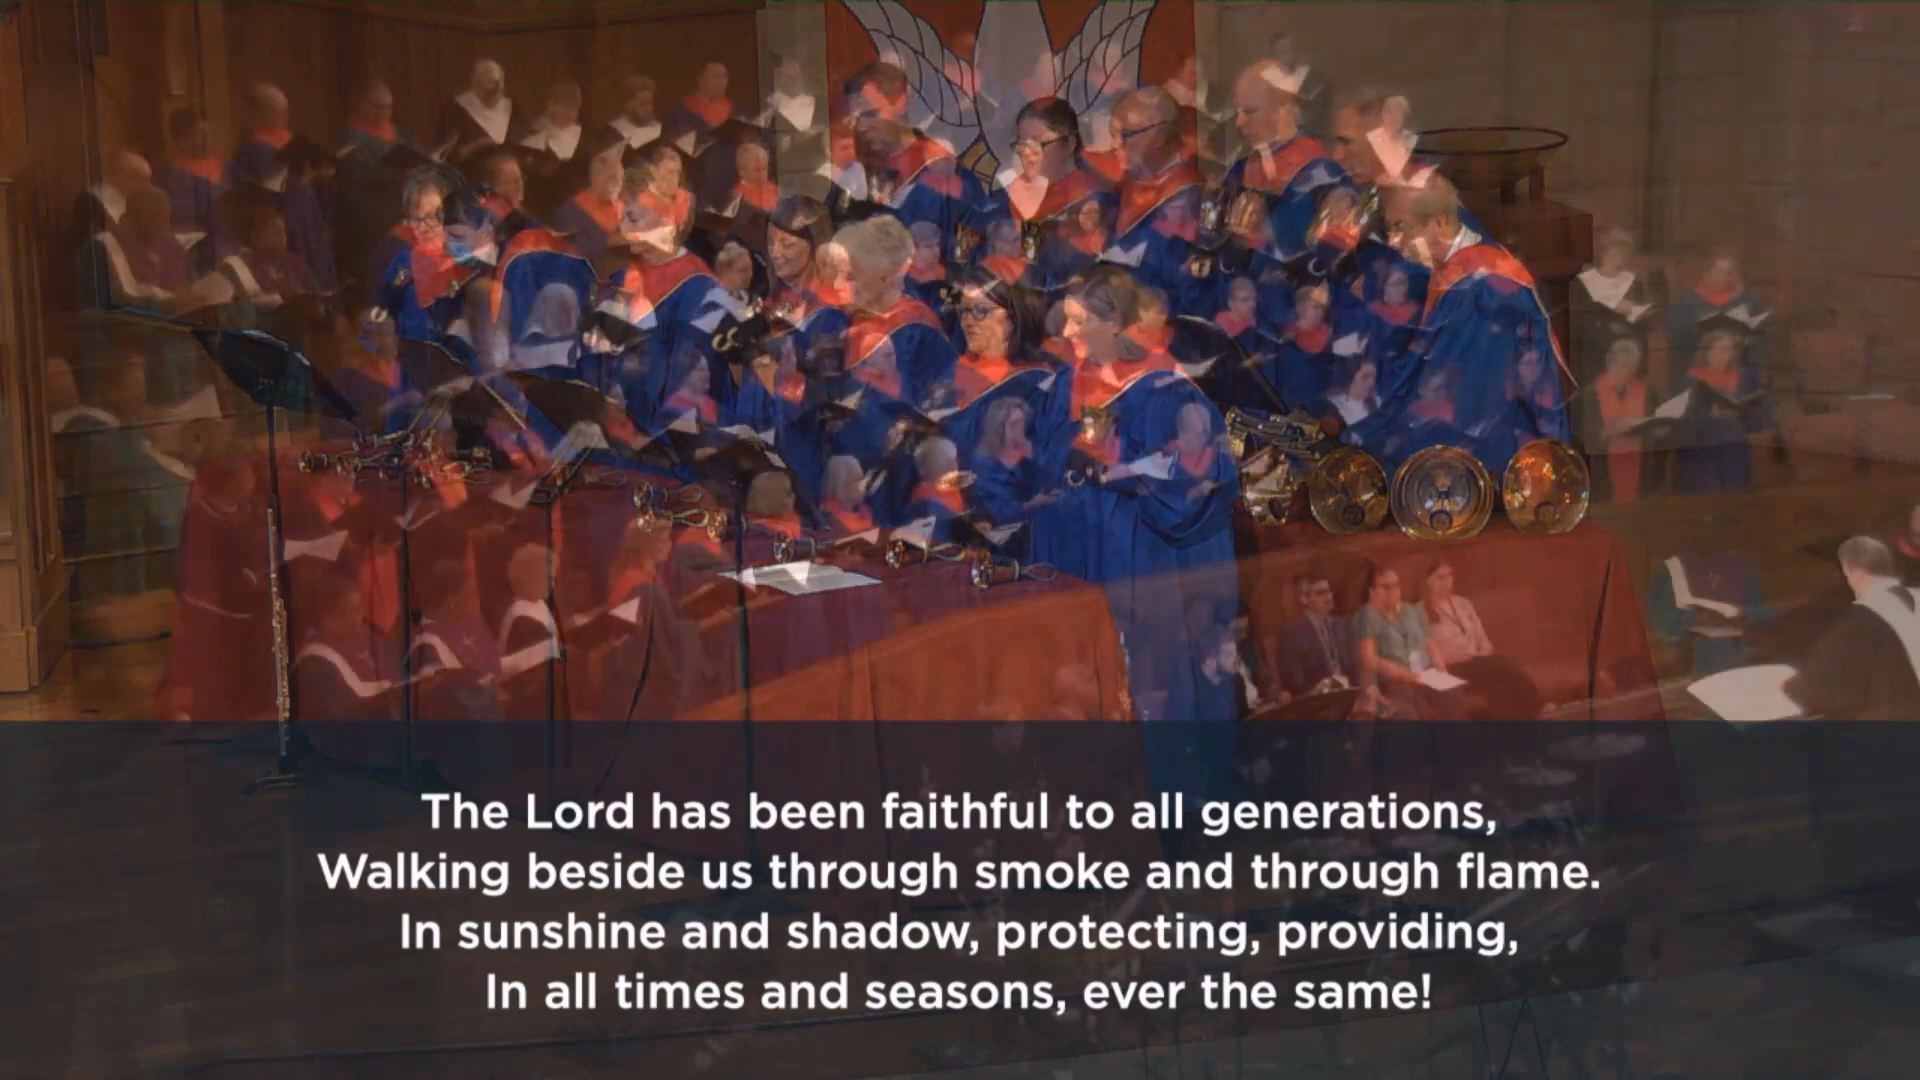 The Lord has been faithful to all generations,
Walking beside us through smoke and through flame.
In sunshine and shadow, protecting, providing,
In all times and seasons, ever the same!